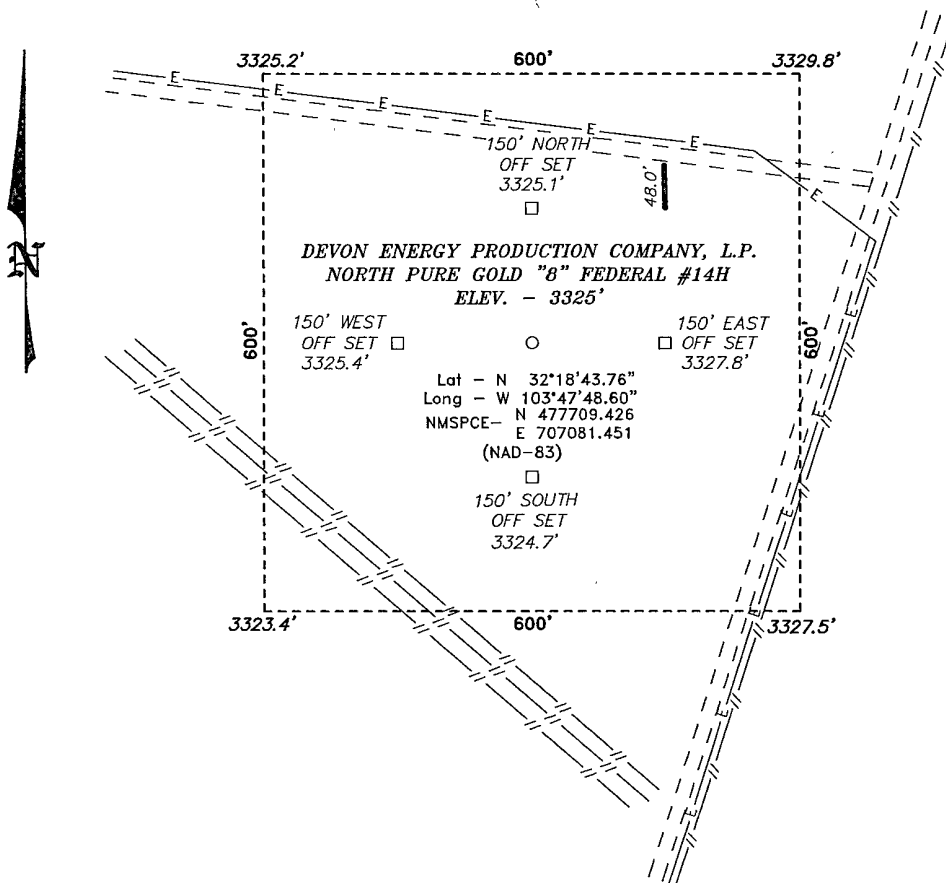 3325.2'
600'
3329.8'
E
E
E
E
E
E
E
150' NORTH
OFF SET
3325.1'
48.0'
N
DEVON ENERGY PRODUCTION COMPANY, L.P.
NORTH PURE GOLD "8" FEDERAL #14H
ELEV. - 3325'
150' WEST
OFF SET
3325.4'
150' EAST
OFF SET
3327.8'
600'
600'
E
Lat - N 32°18'43.76"
Long - W 103°47'48.60"
NMSPCE- N 477709.426
E 707081.451
(NAD-83)
E
150' SOUTH
OFF SET
3324.7'
E
E
3323.4'
600'
3327.5'
E
E